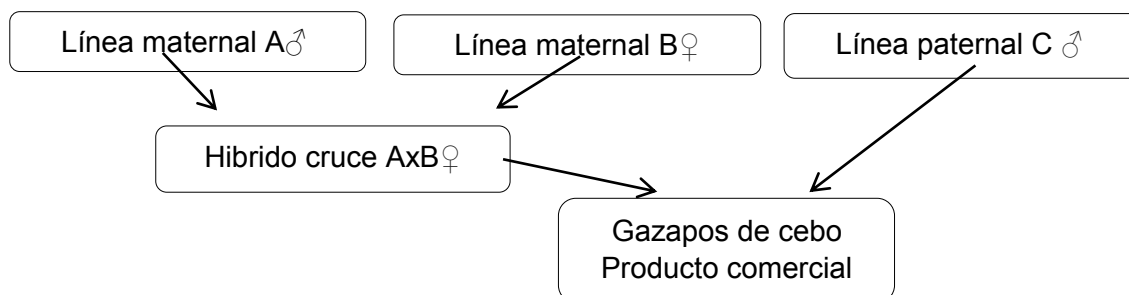 Línea maternal A♂
Línea maternal B♀
Línea paternal C ♂
Hibrido cruce AxB♀
Gazapos de cebo
Producto comercial